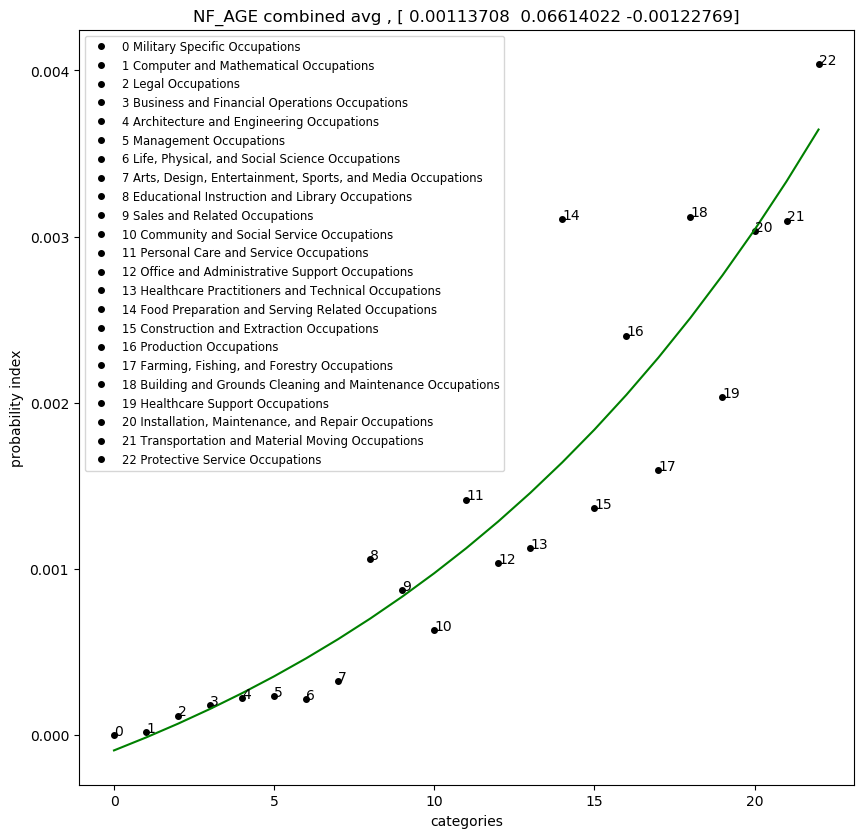 NF_AGE combined avg , [ 0.00113708  0.06614022 -0.00122769]
0 Military Specific Occupations
1 Computer and Mathematical Occupations
2 Legal Occupations
3 Business and Financial Operations Occupations
4 Architecture and Engineering Occupations
5 Management Occupations
6 Life, Physical, and Social Science Occupations
7 Arts, Design, Entertainment, Sports, and Media Occupations
8 Educational Instruction and Library Occupations
9 Sales and Related Occupations
10 Community and Social Service Occupations
11 Personal Care and Service Occupations
12 Office and Administrative Support Occupations
13 Healthcare Practitioners and Technical Occupations
14 Food Preparation and Serving Related Occupations
15 Construction and Extraction Occupations
16 Production Occupations
17 Farming, Fishing, and Forestry Occupations
18 Building and Grounds Cleaning and Maintenance Occupations
19 Healthcare Support Occupations
20 Installation, Maintenance, and Repair Occupations
21 Transportation and Material Moving Occupations
22 Protective Service Occupations
0.004
0.003
0.002
0.001
0.000
probability index
0
1
2
3
4
5
6
7
8
9
10
11
12
13
14
15
16
17
18
19
20
21
22
0
5
10
15
20
categories